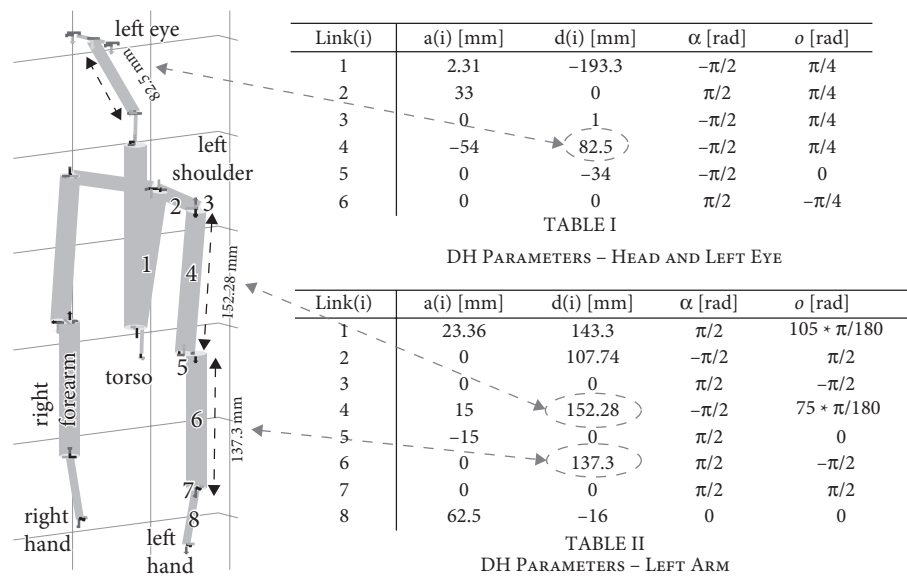 left eye
82.5 mm
left
shoulder
2
3
1
4
152.28 mm
5
torso
right
forearm
6
137.3 mm
7
8
right
hand
left
hand
Link(i) a(i) [mm] d(i) [mm] α [rad] o [rad]
1 2.31 –193.3 –π/2 π/4
2 33 0 π/2 π/4
3 0 1 –π/2 π/4
4 –54 82.5 –π/2 π/4
5 0 –34 –π/2 0
6 0 0 π/2 –π/4
TABLE I
DH Parameters – Head and Left Eye
Link(i) a(i) [mm] d(i) [mm] α [rad] o [rad]
1 23.36 143.3 π/2 105 * π/180
2 0 107.74 –π/2 π/2
3 0 0 π/2 –π/2
4 15 152.28 –π/2 75 * π/180
5 –15 0 π/2 0
6 0 137.3 π/2 –π/2
7 0 0 π/2 π/2
8 62.5 –16 0 0
TABLE II
DH Parameters – Left Arm